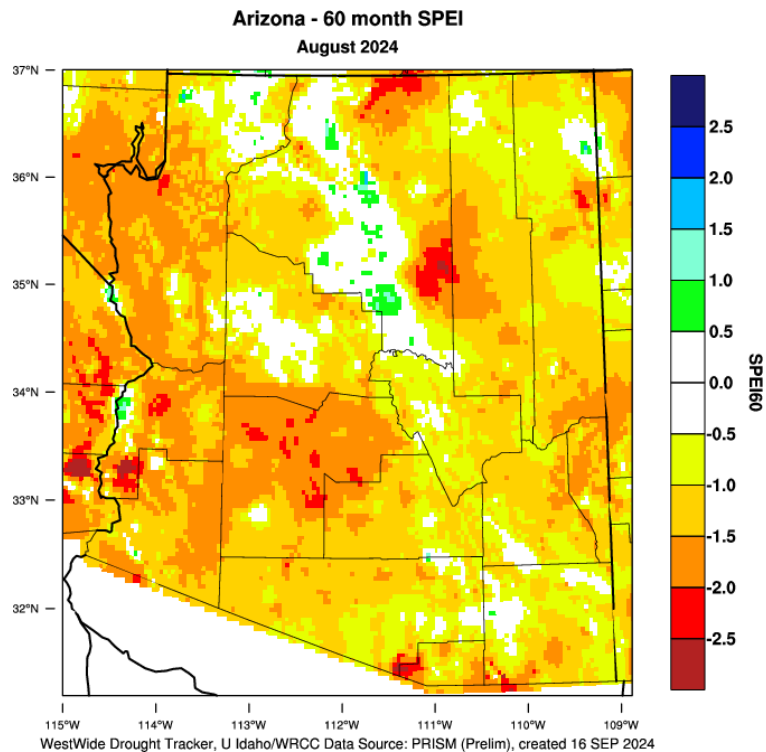 Arizona - 60 month SPEI
August 2024
37°N
36°N
35°N
34°N
33°N
32°N
115°W 114°W 113°W 112°W 111°W 110°W 109°W
2.5
2.0
1.5
1.0
0.5
0.0
-0.5
-1.0
-1.5
-2.0
-2.5
SPEI60
WestWide Drought Tracker, U Idaho/WRCC Data Source: PRISM (Prelim), created 16 SEP 2024